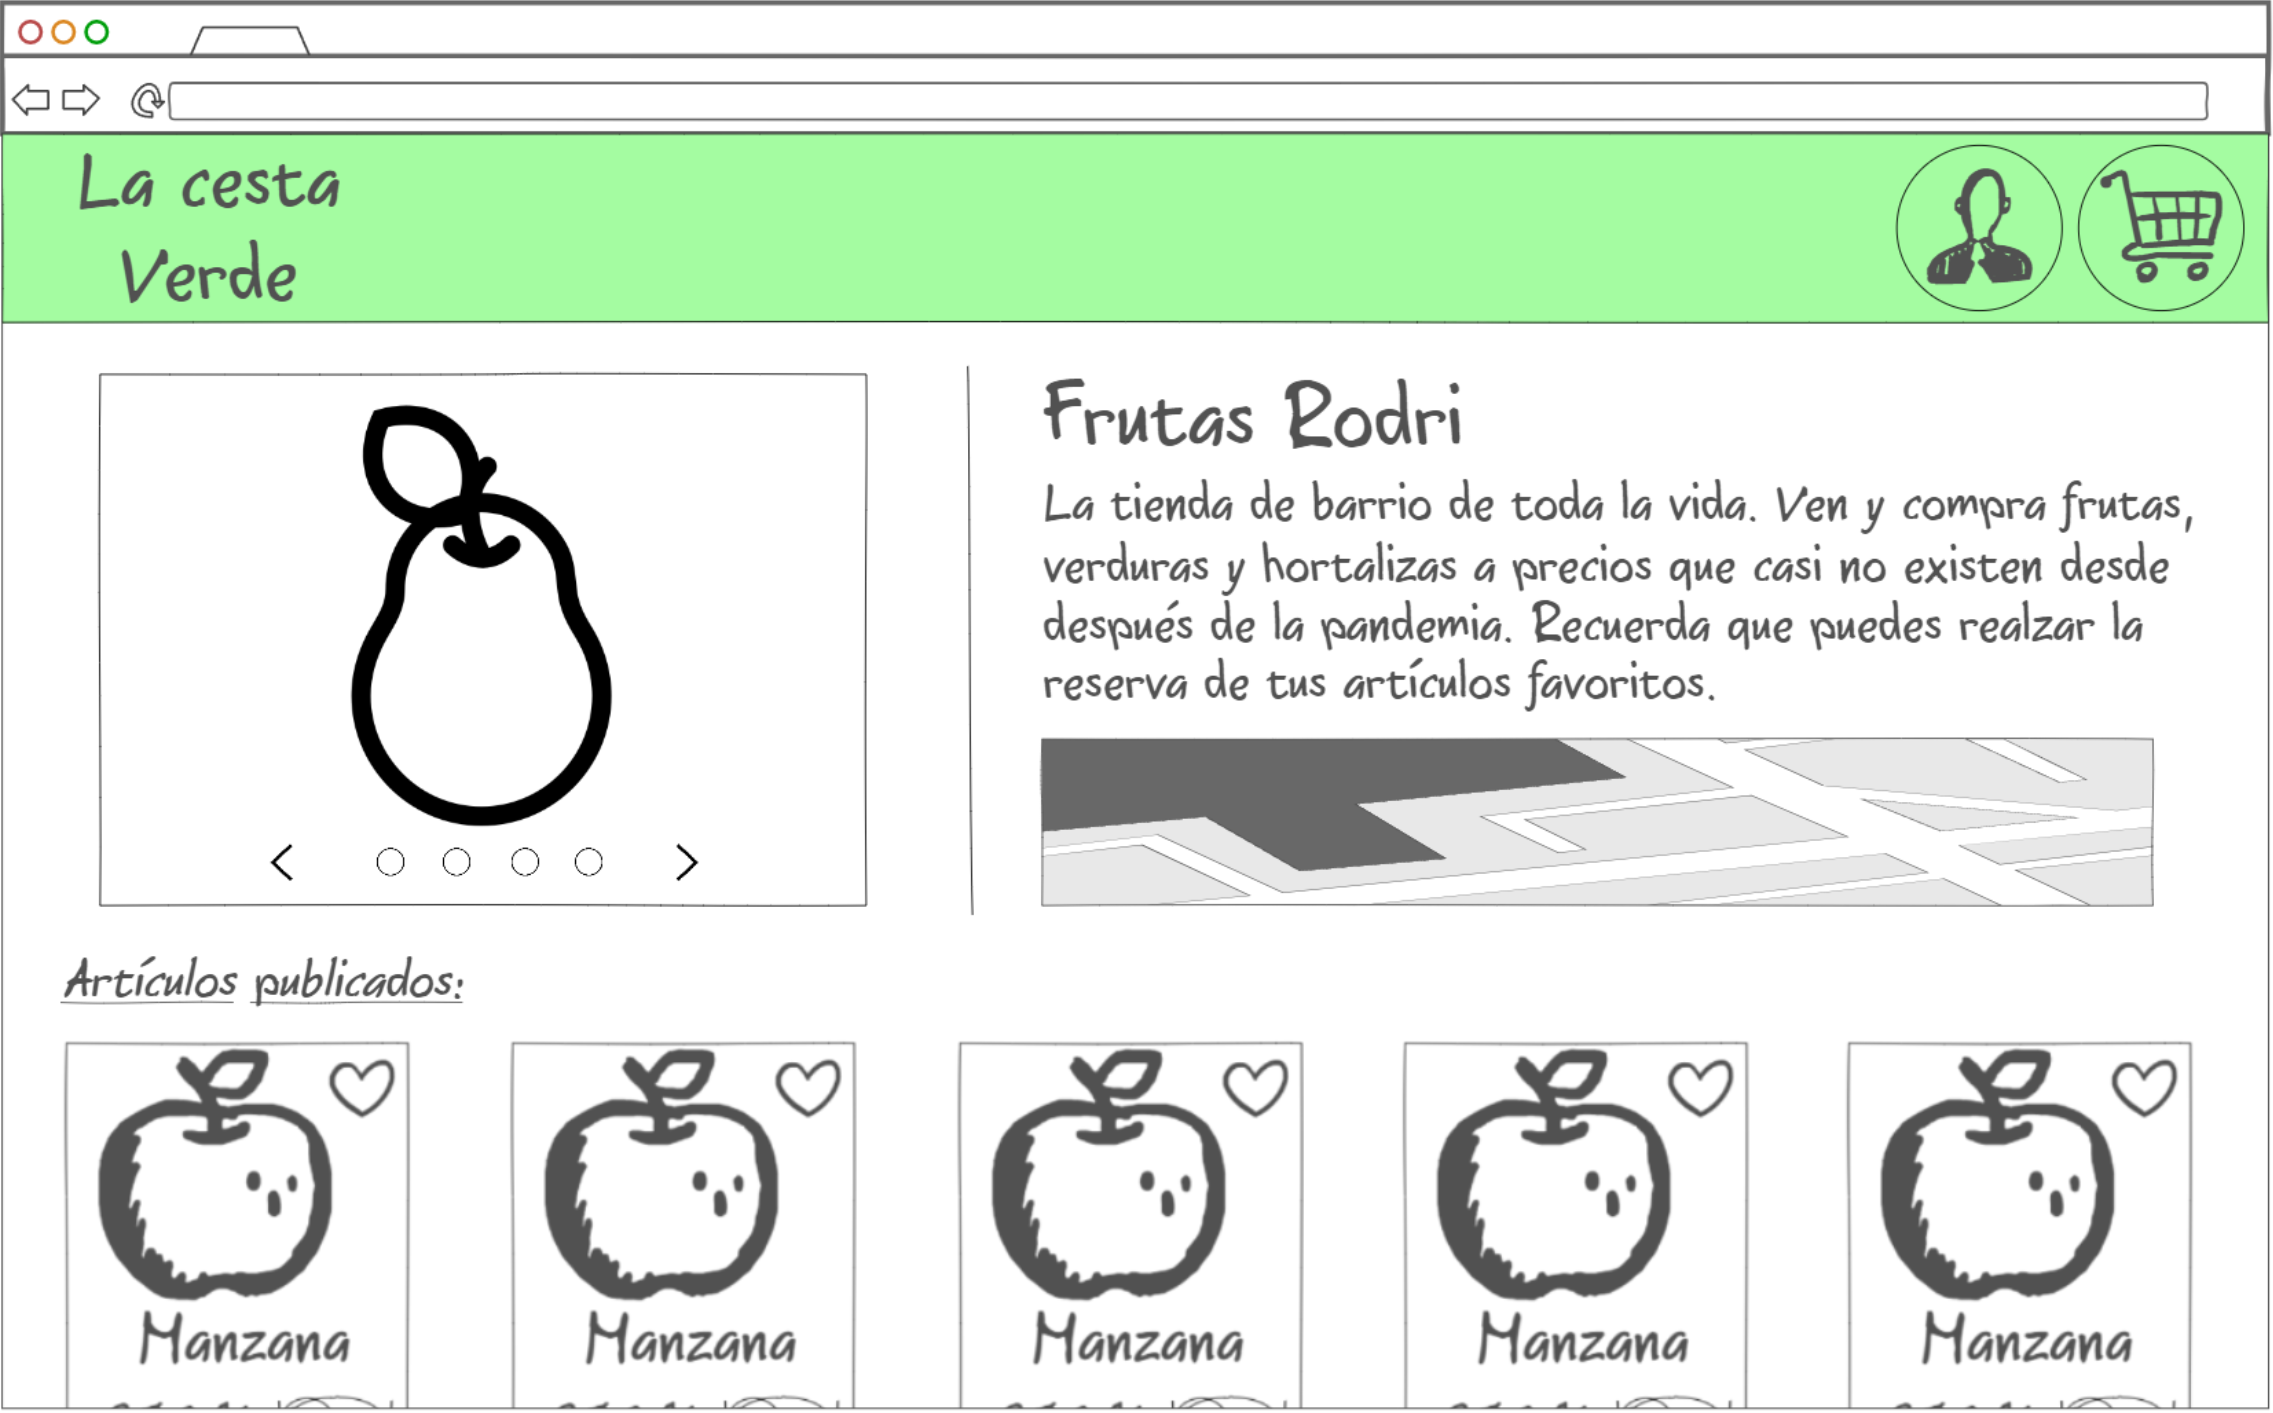 La cesta
Verde
Frutas Rodri
La tienda de barrio de toda la vida. Ven y compra frutas,
verduras y hortalizas a precios que casi no existen desde
después de la pandemia. Recuerda que puedes realzar la
reserva de tus artículos favoritos.
Artículos publicados:
Manzana Manzana Manzana Manzana Manzana